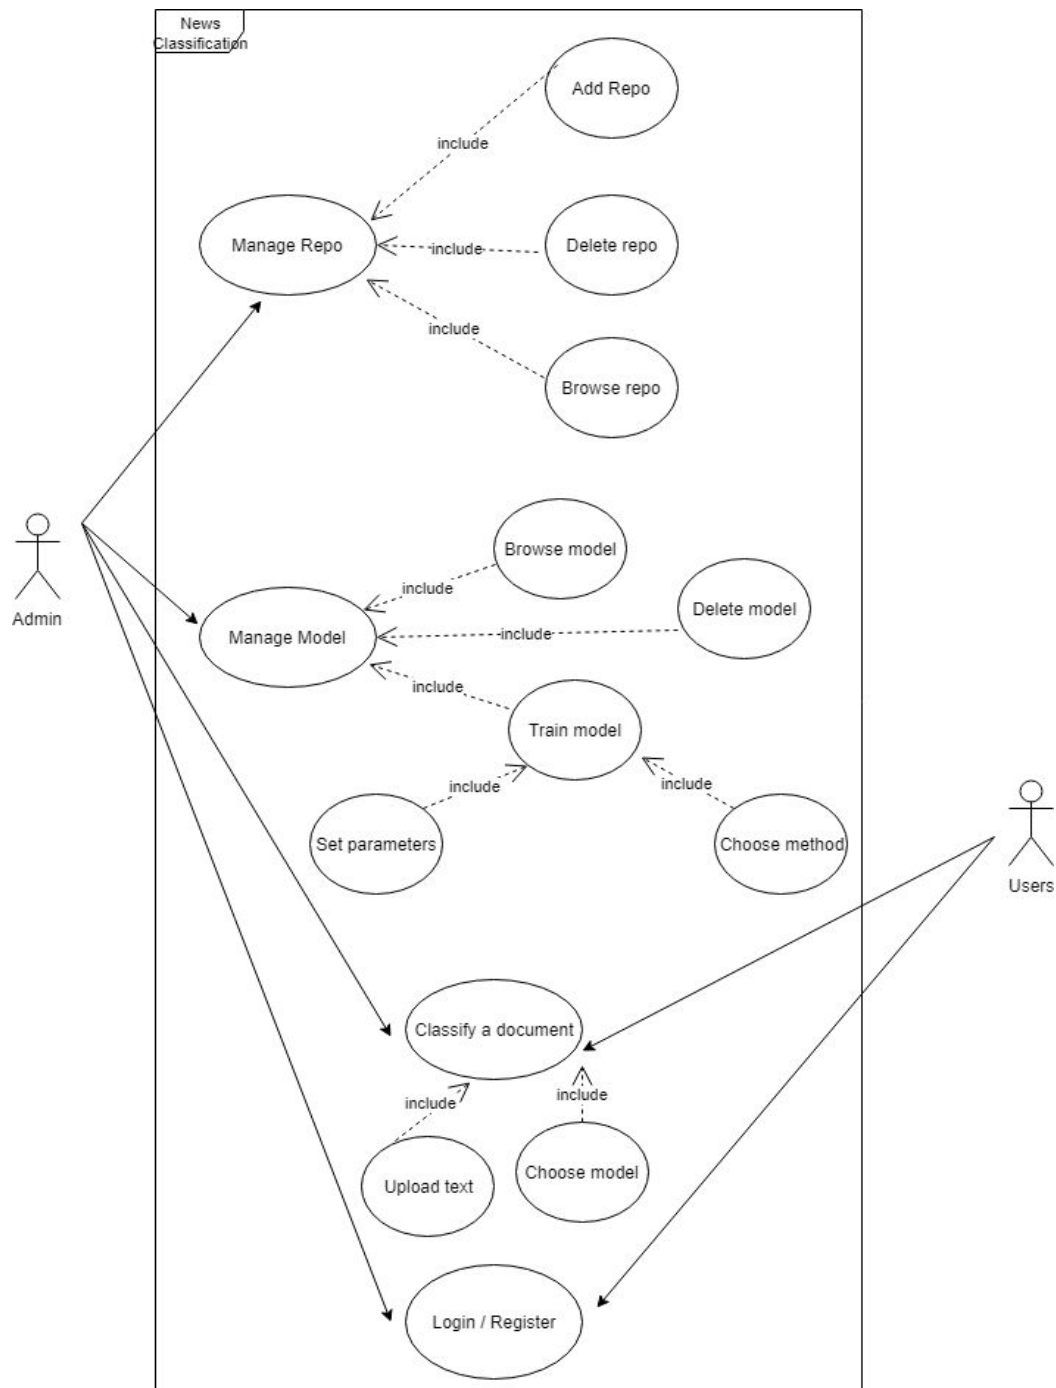 News
Classification
Add Repo
include
Manage Repo
include
Delete repo
include
Browse repo
Browse model
include
Delete model
Admin
Manage Model
include
include
Train model
include
include
Set parameters
Choose method
Users
Classify a document
include
include
Upload text
Choose model
Login / Register